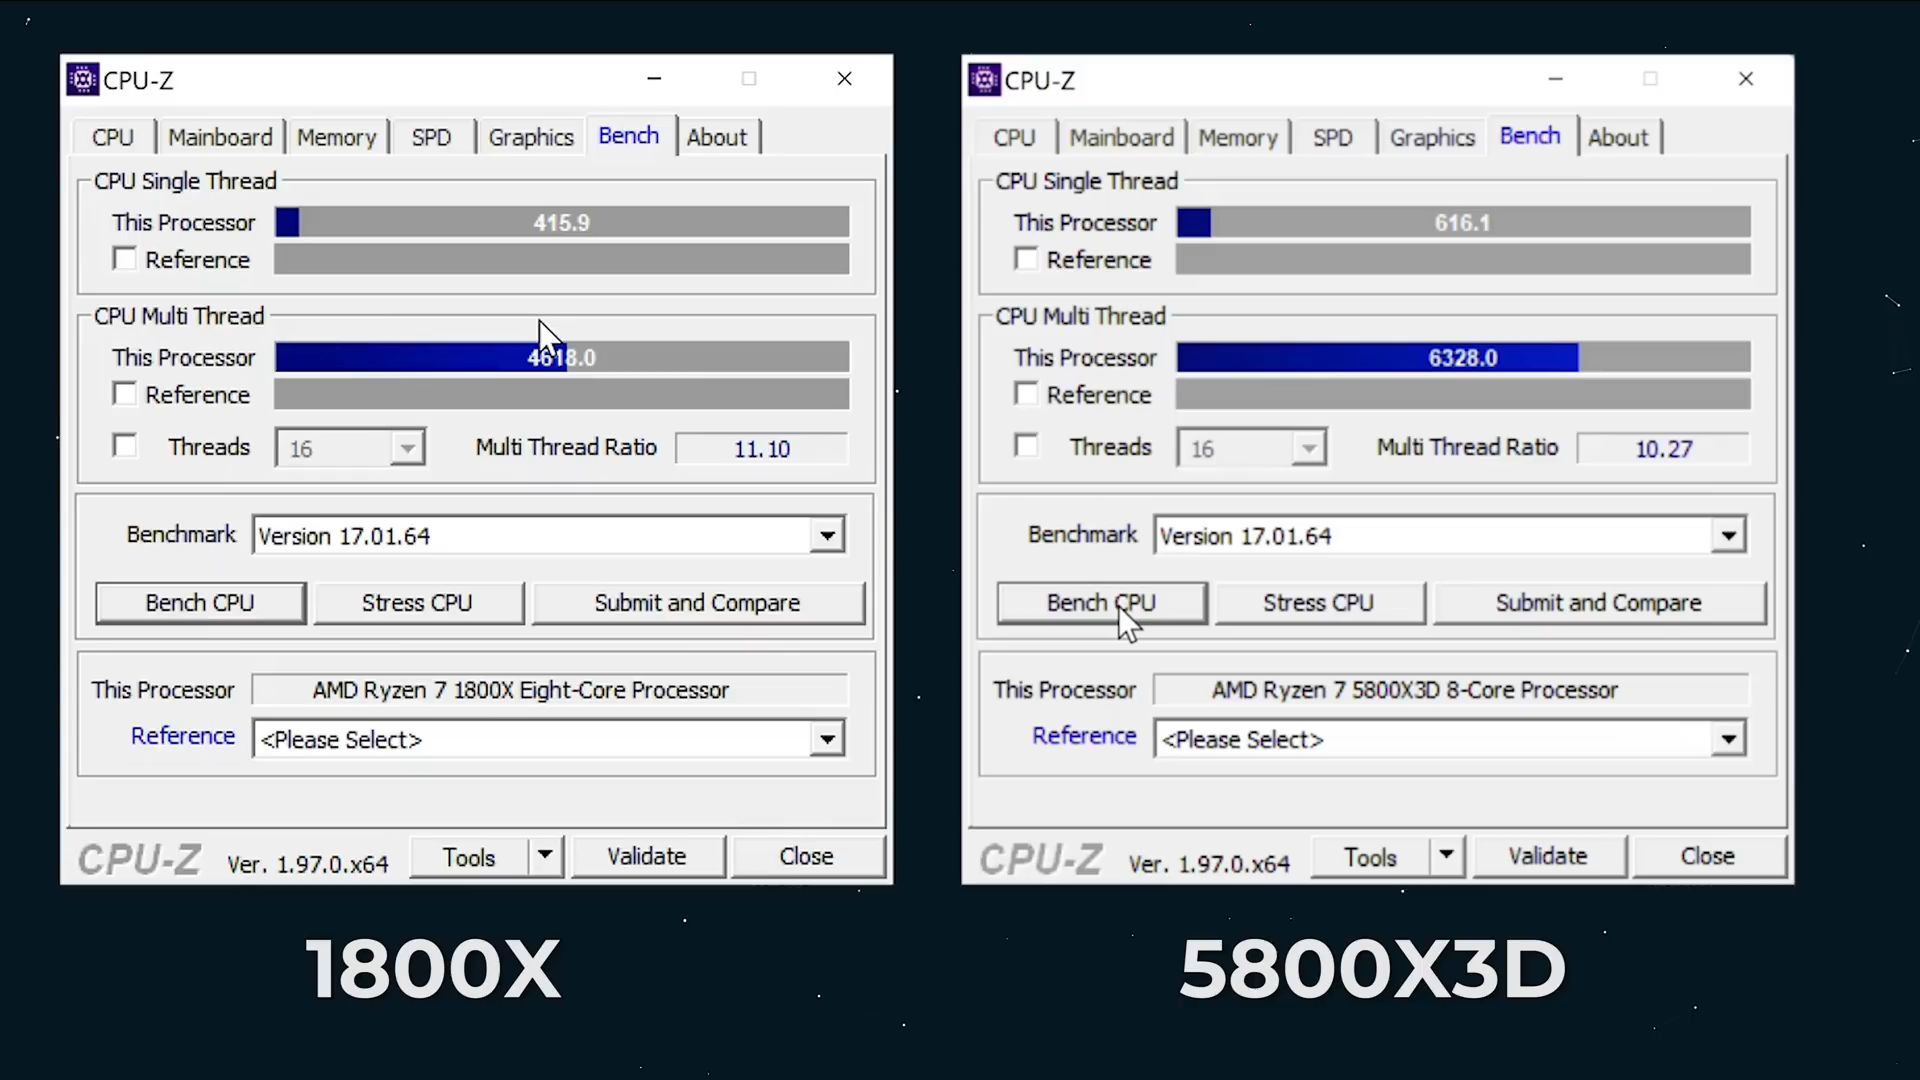 CPU-Z
CPU Mainboard Memory SPD Graphics Bench About
CPU Single Thread
This Processor 415.9
Reference
CPU Multi Thread
This Processor 4618.0
Reference
Threads 16 Multi Thread Ratio 11.10
Benchmark Version 17.01.64
Bench CPU Stress CPU Submit and Compare
This Processor AMD Ryzen 7 1800X Eight-Core Processor
Reference <Please Select>
CPU-Z Ver. 1.97.0.x64 Tools Validate Close
1800X
CPU-Z
CPU Mainboard Memory SPD Graphics Bench About
CPU Single Thread
This Processor 616.1
Reference
CPU Multi Thread
This Processor 6328.0
Reference
Threads 16 Multi Thread Ratio 10.27
Benchmark Version 17.01.64
Bench CPU Stress CPU Submit and Compare
This Processor AMD Ryzen 7 5800X3D 8-Core Processor
Reference <Please Select>
CPU-Z Ver. 1.97.0.x64 Tools Validate Close
5800X3D